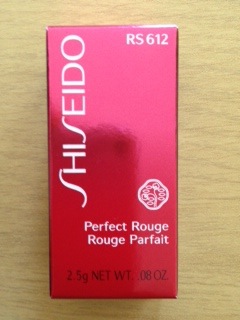 RS 612
SHISEIDO
Perfect Rouge
Rouge Parfait
2.5g NET WT. .08 OZ.